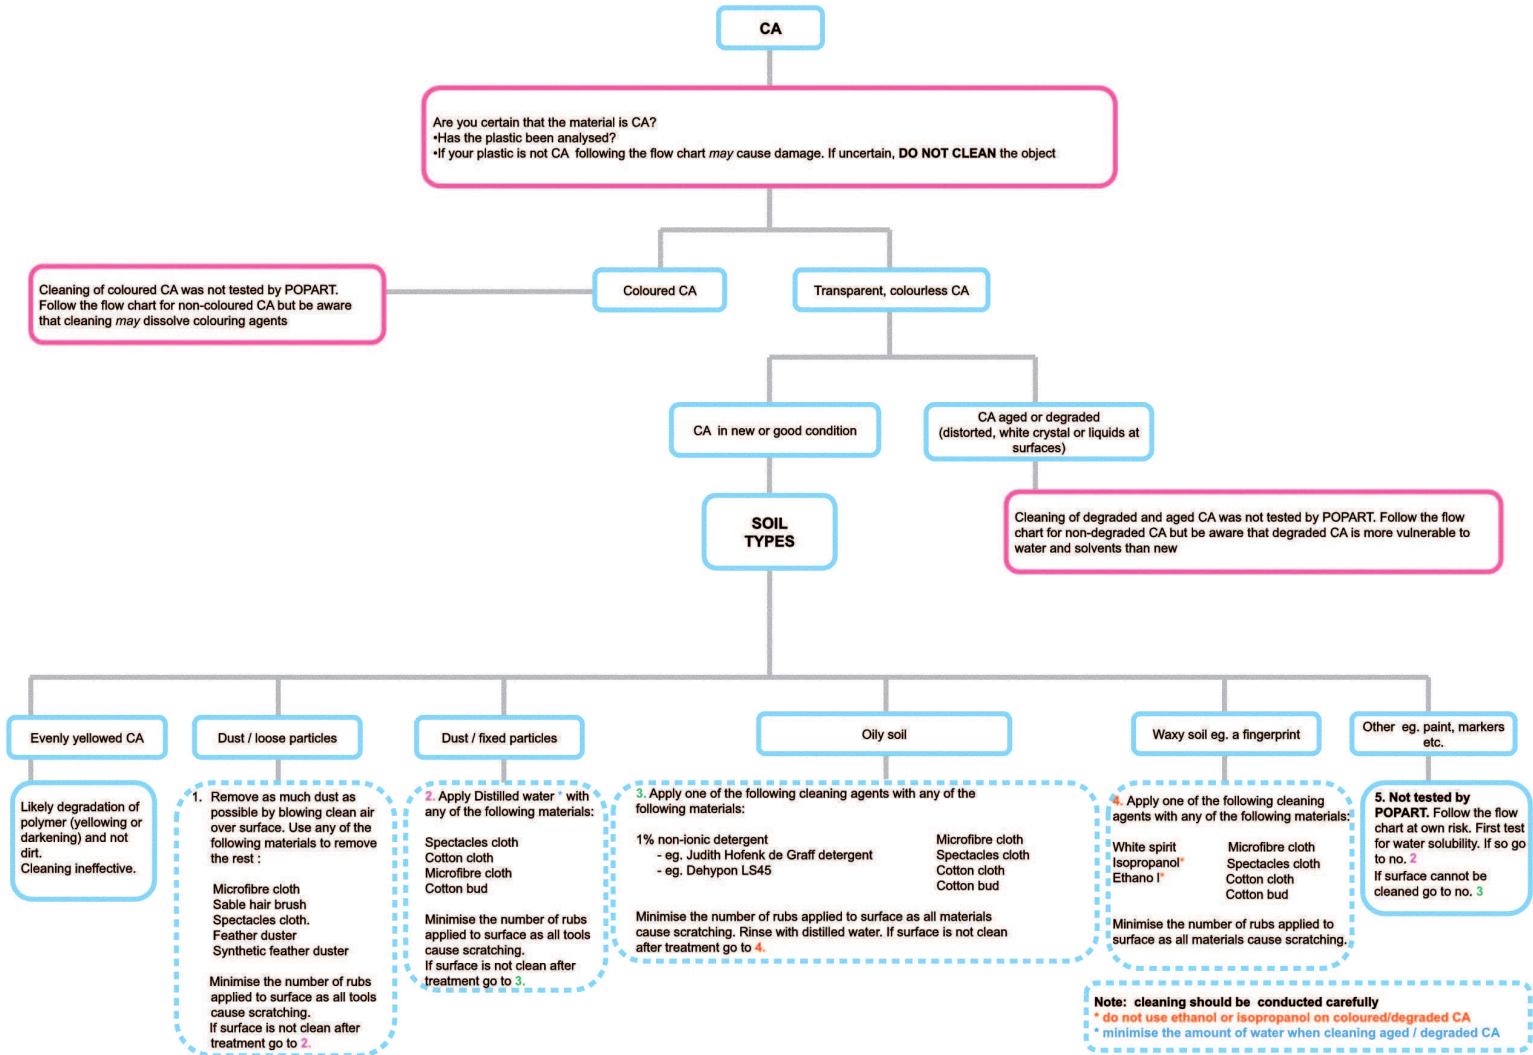 CA
Are you certain that the material is CA?
•Has the plastic been analysed?
•If your plastic is not CA following the flow chart may cause damage. If uncertain, DO NOT CLEAN the object
Cleaning of coloured CA was not tested by POPART.
Follow the flow chart for non-coloured CA but be aware
that cleaning may dissolve colouring agents
Coloured CA
Transparent, colourless CA
CA in new or good condition
CA aged or degraded
(distorted, white crystal or liquids at
surfaces)
SOIL
TYPES
Cleaning of degraded and aged CA was not tested by POPART. Follow the flow
chart for non-degraded CA but be aware that degraded CA is more vulnerable to
water and solvents than new
Evenly yellowed CA
Dust / loose particles
Dust / fixed particles
Oily soil
Waxy soil eg. a fingerprint
Other eg. paint, markers
etc.
Likely degradation of
polymer (yellowing or
darkening) and not
dirt.
Cleaning ineffective.
1. Remove as much dust as
possible by blowing clean air
over surface. Use any of the
following materials to remove
the rest :
Microfibre cloth
Sable hair brush
Spectacles cloth.
Feather duster
Synthetic feather duster
Minimise the number of rubs
applied to surface as all tools
cause scratching.
If surface is not clean after
treatment go to 2.
2. Apply Distilled water * with
any of the following materials:
Spectacles cloth
Cotton cloth
Microfibre cloth
Cotton bud
Minimise the number of rubs
applied to surface as all tools
cause scratching.
If surface is not clean after
treatment go to 3.
3. Apply one of the following cleaning agents with any of the
following materials:
1% non-ionic detergent
- eg. Judith Hofenk de Graff detergent
- eg. Dehypon LS45
Microfibre cloth
Spectacles cloth
Cotton cloth
Cotton bud
Minimise the number of rubs applied to surface as all materials
cause scratching. Rinse with distilled water. If surface is not clean
after treatment go to 4.
4. Apply one of the following cleaning
agents with any of the following materials:
White spirit
Isopropanol*
Ethano l*
Microfibre cloth
Spectacles cloth
Cotton cloth
Cotton bud
Minimise the number of rubs applied to
surface as all materials cause scratching.
5. Not tested by
POPART. Follow the flow
chart at own risk. First test
for water solubility. If so go
to no. 2
If surface cannot be
cleaned go to no. 3
Note: cleaning should be conducted carefully
* do not use ethanol or isopropanol on coloured/degraded CA
* minimise the amount of water when cleaning aged / degraded CA